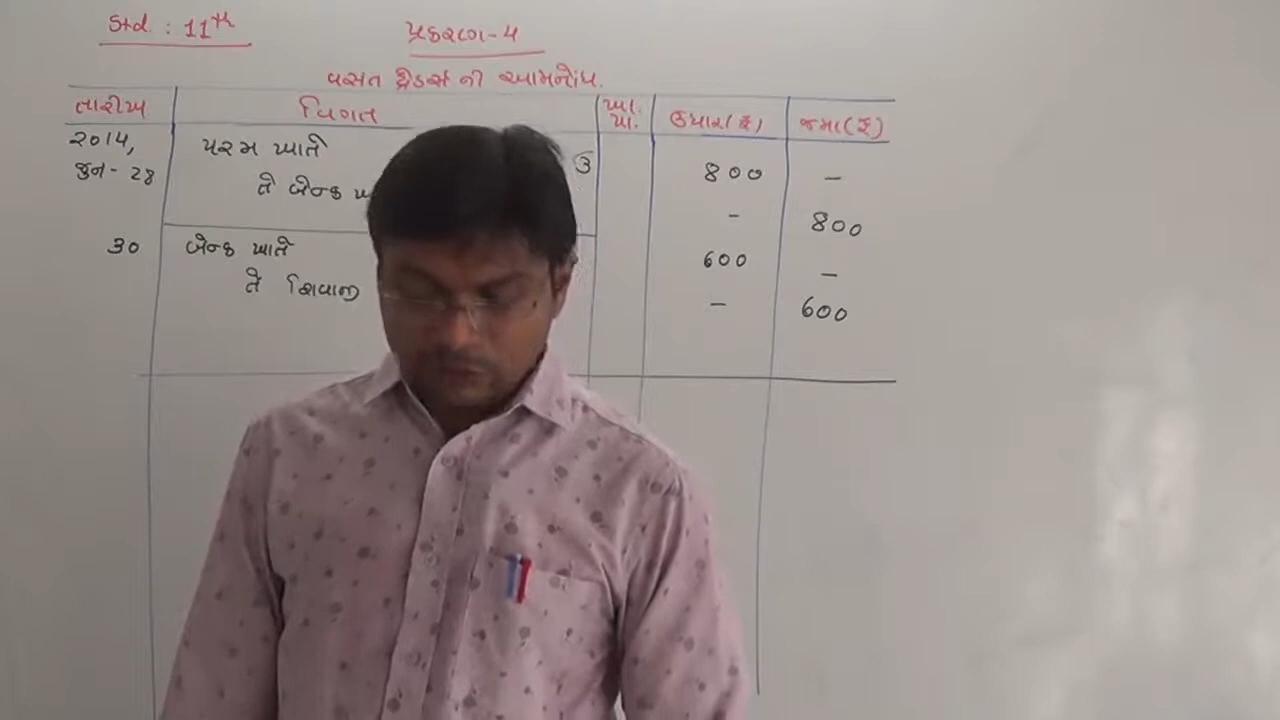 Std. : 11th
પ્રકરણ-4
વસંત ટ્રેડર્સ ની આમનોંધ.
તારીખ વિગત ખા. પા. ઉધાર(₹) જમા(₹)
2014, પરમ ખાતે ઉ
જુન-28 800 –
તે બેન્ક – 800
30 બેન્ક ખાતે 600 –
તે શિવાની – 600